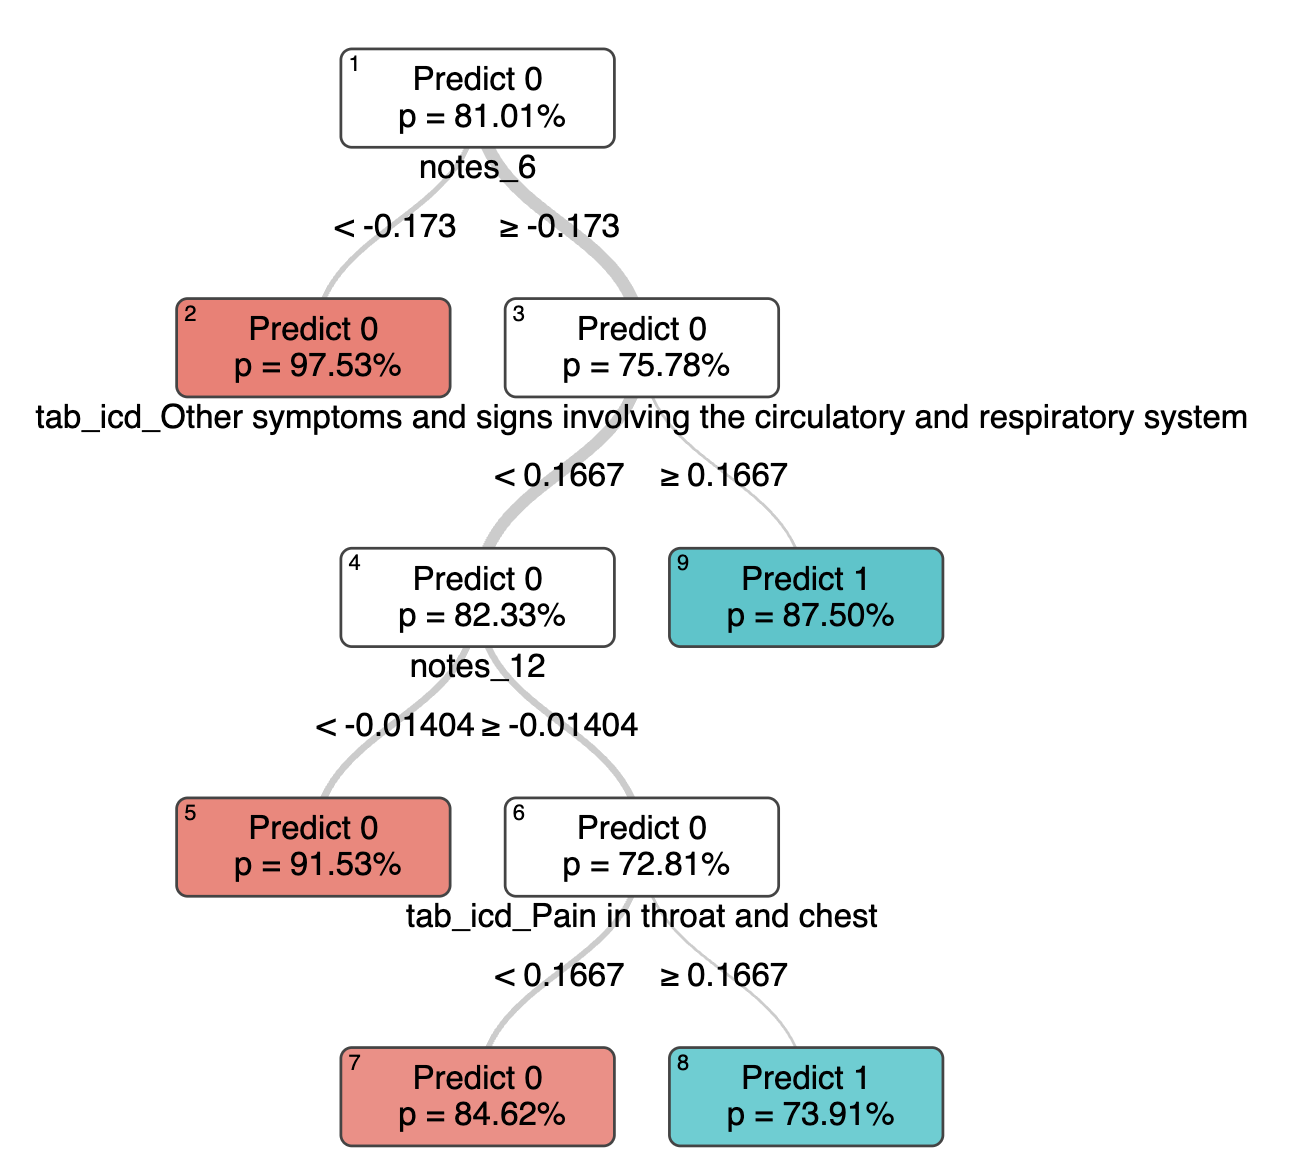 1
Predict 0
p = 81.01%
notes_6
< -0.173
≥ -0.173
2
Predict 0
p = 97.53%
3
Predict 0
p = 75.78%
tab_icd_Other symptoms and signs involving the circulatory and respiratory system
< 0.1667
≥ 0.1667
4
Predict 0
p = 82.33%
9
Predict 1
p = 87.50%
notes_12
< -0.01404
≥ -0.01404
5
Predict 0
p = 91.53%
6
Predict 0
p = 72.81%
tab_icd_Pain in throat and chest
< 0.1667
≥ 0.1667
7
Predict 0
p = 84.62%
8
Predict 1
p = 73.91%